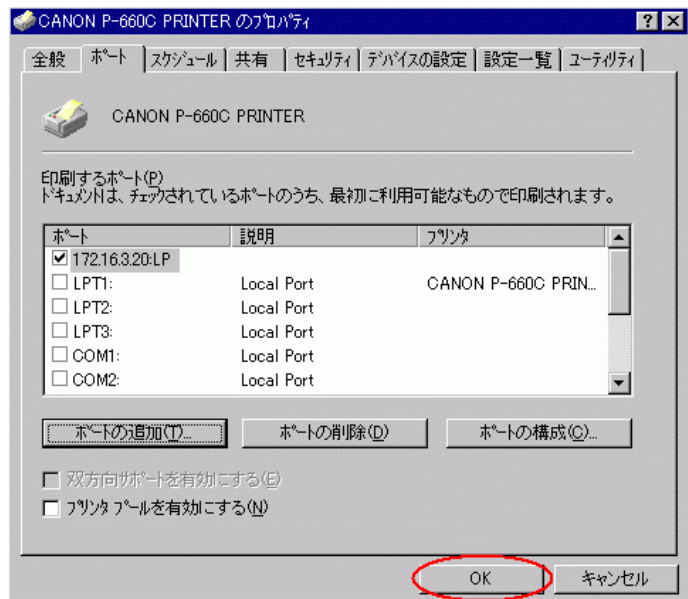 CANON P-660C PRINTER のプロパティ
全般 ポート スケジュール 共有 セキュリティ デバイスの設定 設定一覧 ユーティリティ
CANON P-660C PRINTER
印刷するポート(P)
ドキュメントは、チェックされているポートのうち、最初に利用可能なもので印刷されます。
ポート 説明 プリンタ
172.16.3.20:LP
LPT1: Local Port CANON P-660C PRIN...
LPT2: Local Port
LPT3: Local Port
COM1: Local Port
COM2: Local Port
ポートの追加(T)... ポートの削除(D) ポートの構成(C)...
双方向サポートを有効にする(E)
プリンタ プールを有効にする(N)
OK キャンセル